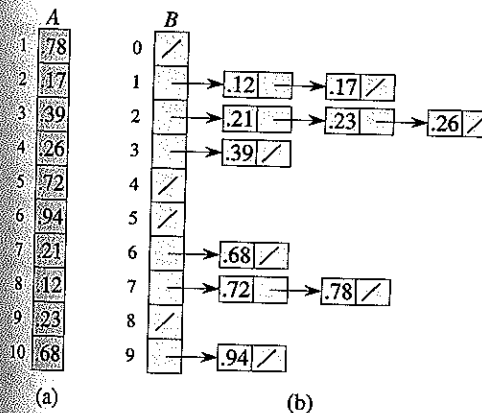 A B
1 .78 0 /
2 .17 1 .12 .17 /
3 .39 2 .21 .23 .26 /
4 .26 3 .39 /
5 .72 4 /
6 .94 5 /
7 .21 6 .68 /
8 .12 7 .72 .78 /
9 .23 8 /
10 .68 9 .94 /
(a) (b)